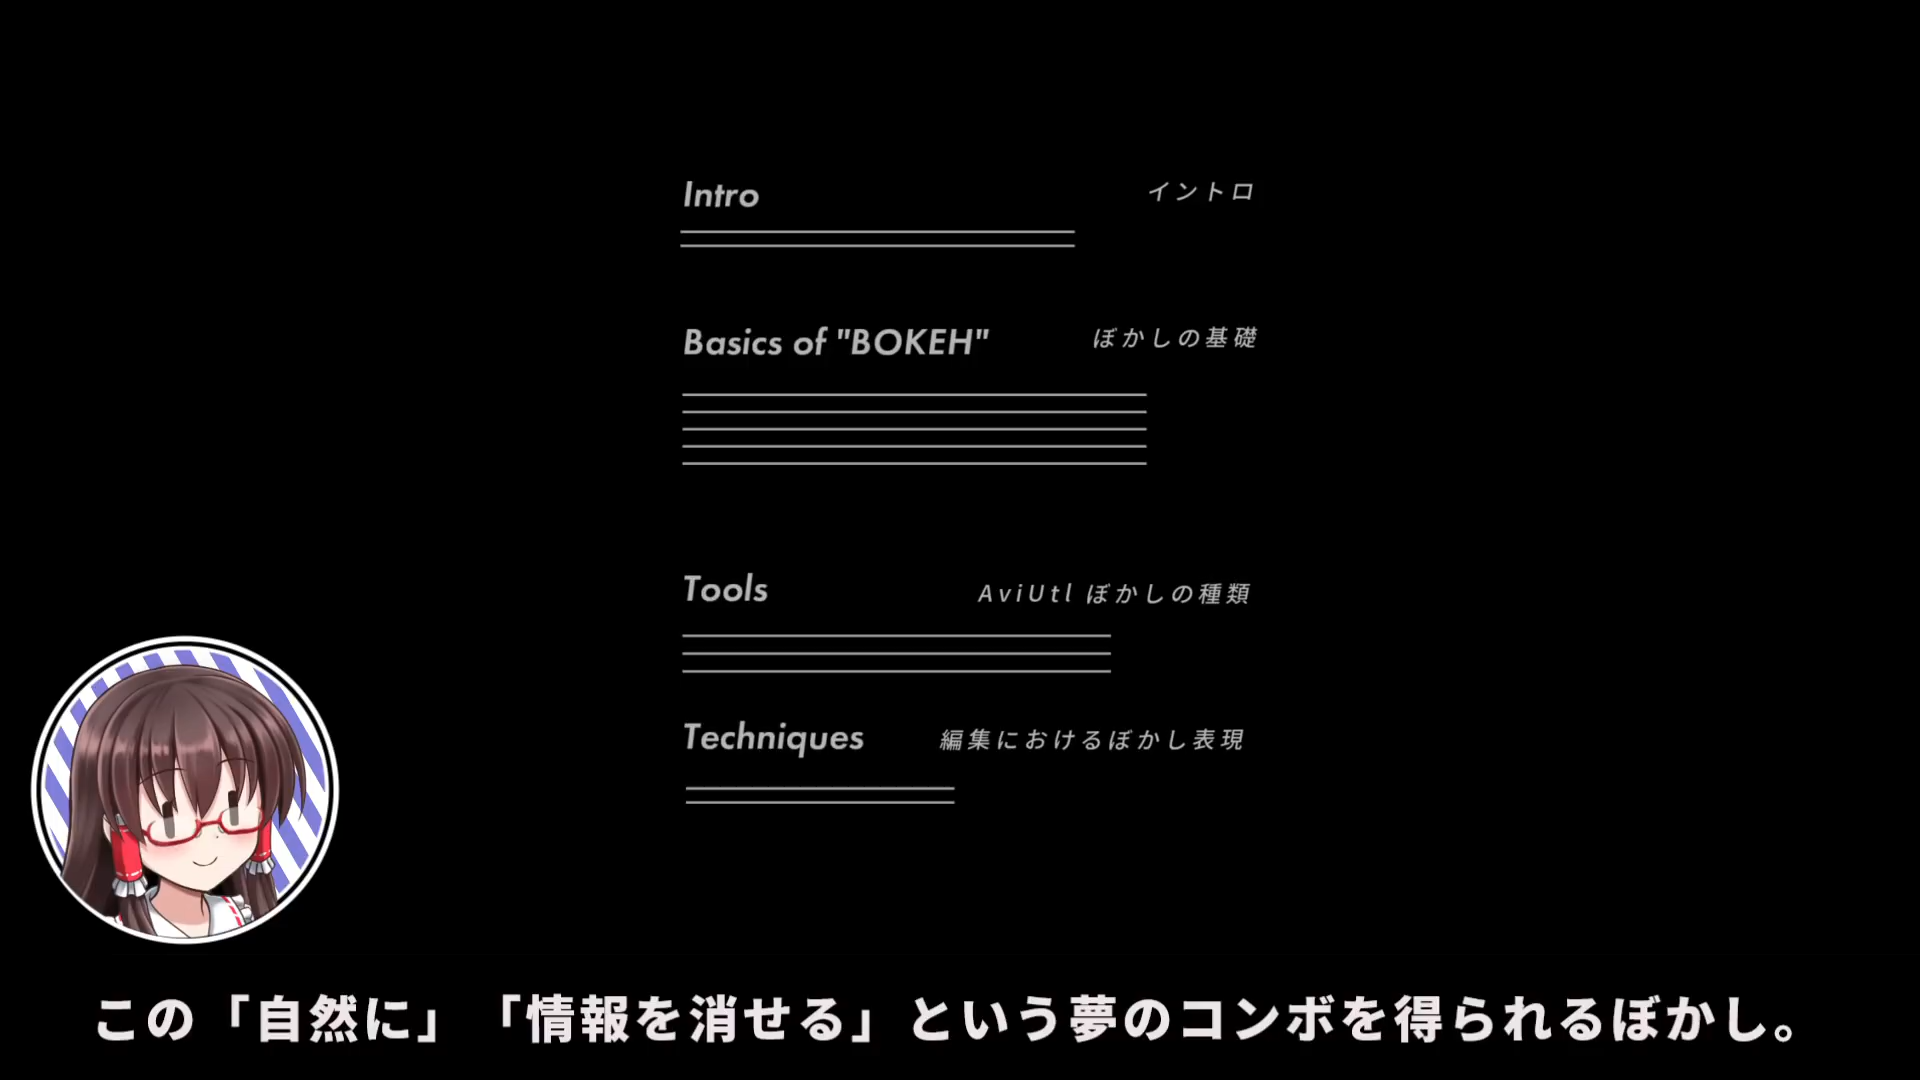 Intro イントロ
Basics of "BOKEH" ぼかしの基礎
Tools AviUtl ぼかしの種類
Techniques 編集におけるぼかし表現
この「自然に」「情報を消せる」という夢のコンボを得られるぼかし。